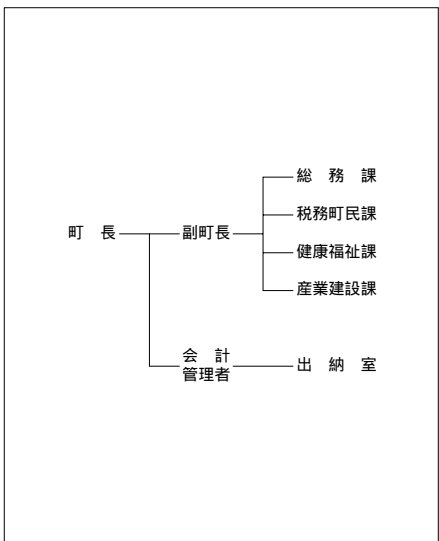 総　務　課
税務町民課
町　長
副町長
健康福祉課
産業建設課
会　計
管理者
出　納　室